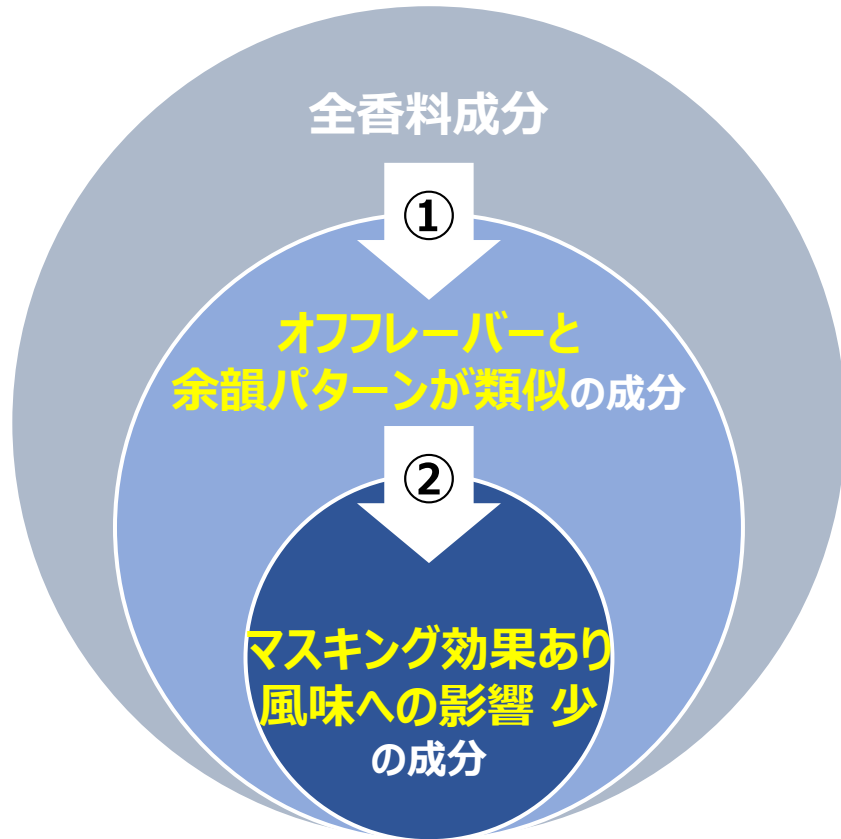 全香料成分
①
オフフレーバーと
余韻パターンが類似の成分
②
マスキング効果あり
風味への影響 少
の成分